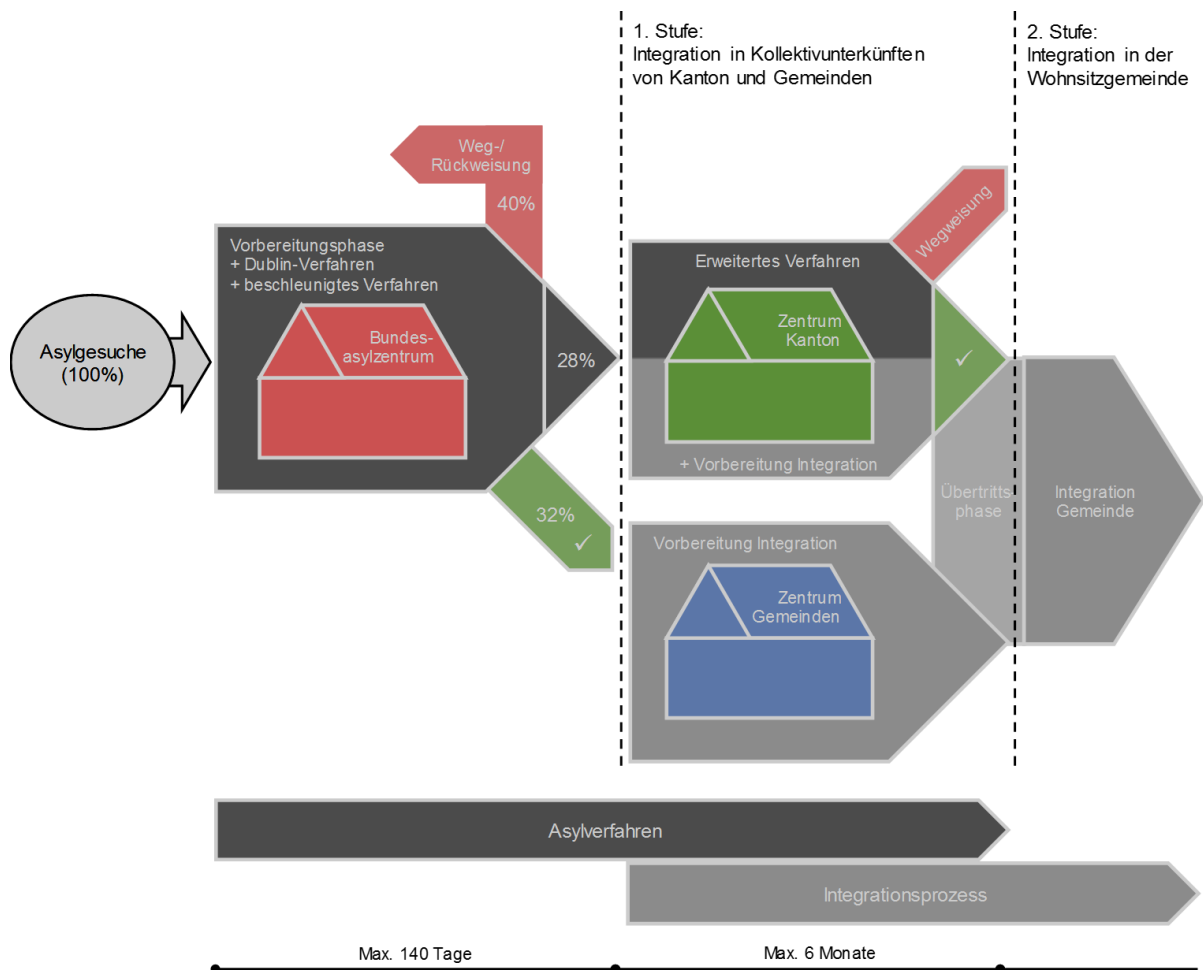 1. Stufe:
Integration in Kollektivunterkünften
von Kanton und Gemeinden
2. Stufe:
Integration in der
Wohnsitzgemeinde
Weg-/
Rückweisung
40%
Vorbereitungsphase
+ Dublin-Verfahren
+ beschleunigtes Verfahren
Bundes-
asylzentrum
Asylgesuche
(100%)
28%
32%
✓
Wegweisung
Erweitertes Verfahren
Zentrum
Kanton
✓
+ Vorbereitung Integration
Übertritts-
phase
Integration
Gemeinde
Vorbereitung Integration
Zentrum
Gemeinden
Asylverfahren
Integrationsprozess
Max. 140 Tage
Max. 6 Monate